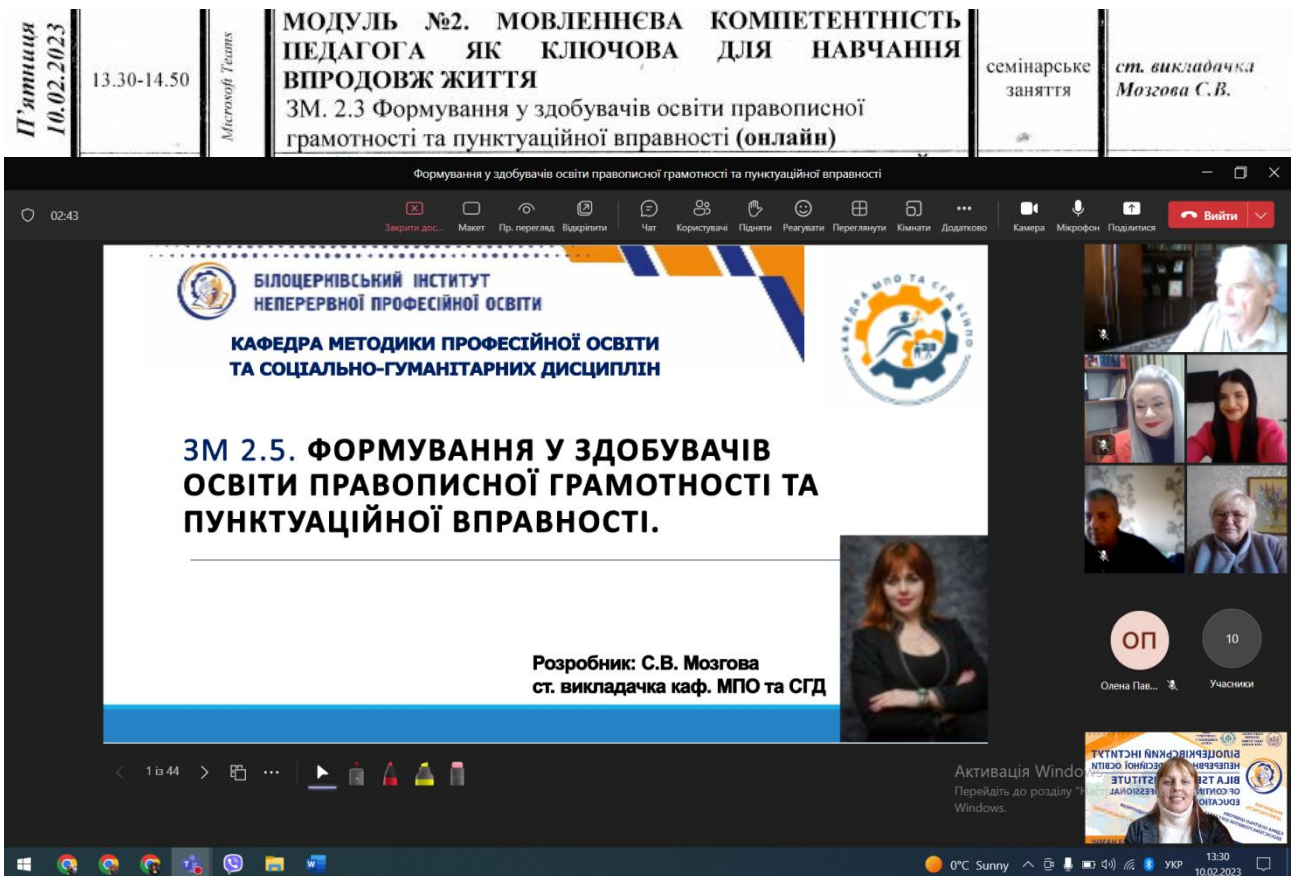 П'ятниця
10.02.2023
13.30-14.50
Microsoft Teams
МОДУЛЬ №2. МОВЛЕННЄВА КОМПЕТЕНТНІСТЬ
ПЕДАГОГА ЯК КЛЮЧОВА ДЛЯ НАВЧАННЯ
ВПРОДОВЖ ЖИТТЯ
ЗМ. 2.3 Формування у здобувачів освіти правописної
грамотності та пунктуаційної вправності (онлайн)
семінарське
заняття
ст. викладачка
Мозгова С.В.
Формування у здобувачів освіти правописної грамотності та пунктуаційної вправності
02:43
Закрити дос...
Макет
Пр. перегляд
Відкріпити
Чат
Користувачі
Підняти
Реагувати
Переглянути
Кімнати
Додатково
Камера
Мікрофон
Поділитися
Вийти
БІЛОЦЕРКІВСЬКИЙ ІНСТИТУТ
НЕПЕРЕРВНОЇ ПРОФЕСІЙНОЇ ОСВІТИ
КАФЕДРА МЕТОДИКИ ПРОФЕСІЙНОЇ ОСВІТИ
ТА СОЦІАЛЬНО-ГУМАНІТАРНИХ ДИСЦИПЛІН
КАФЕДРА МПО ТА СГД БІНПО
ЗМ 2.5. ФОРМУВАННЯ У ЗДОБУВАЧІВ
ОСВІТИ ПРАВОПИСНОЇ ГРАМОТНОСТІ ТА
ПУНКТУАЦІЙНОЇ ВПРАВНОСТІ.
Розробник: С.В. Мозгова
ст. викладачка каф. МПО та СГД
ОП
Олена Пав...
10
Учасники
БІЛОЦЕРКІВСЬКИЙ ІНСТИТУТ
1 із 44
Активація Windows
Перейдіть до розділу
Windows.
0°C Sunny
УКР
13:30
10.02.2023